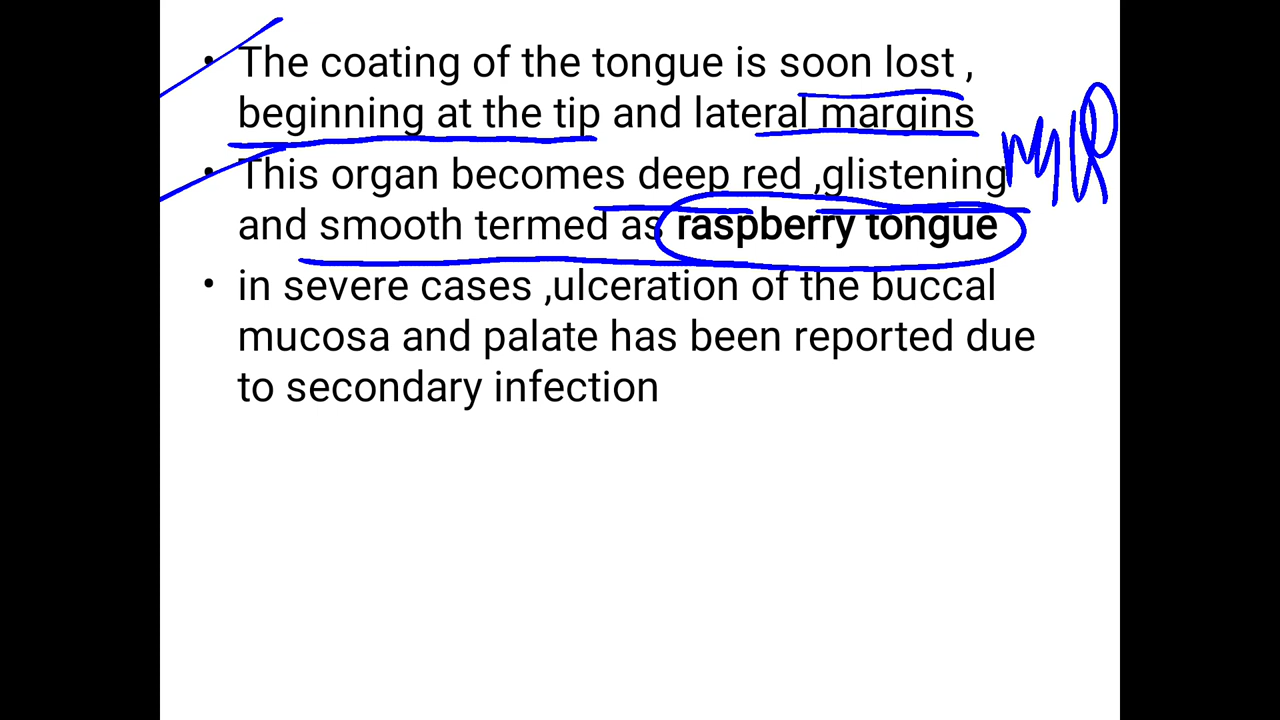 • The coating of the tongue is soon lost ,
beginning at the tip and lateral margins
• This organ becomes deep red ,glistening
and smooth termed as raspberry tongue
• in severe cases ,ulceration of the buccal
mucosa and palate has been reported due
to secondary infection